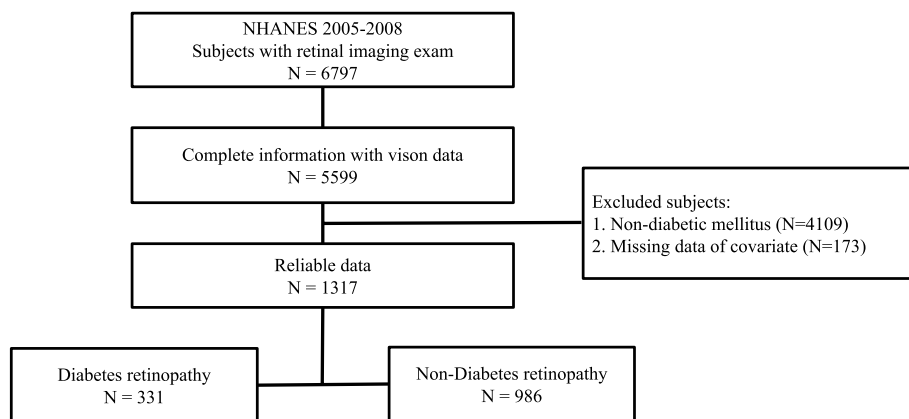 NHANES 2005-2008
Subjects with retinal imaging exam
N = 6797
Complete information with vison data
N = 5599
Excluded subjects:
1. Non-diabetic mellitus (N=4109)
2. Missing data of covariate (N=173)
Reliable data
N = 1317
Diabetes retinopathy
N = 331
Non-Diabetes retinopathy
N = 986